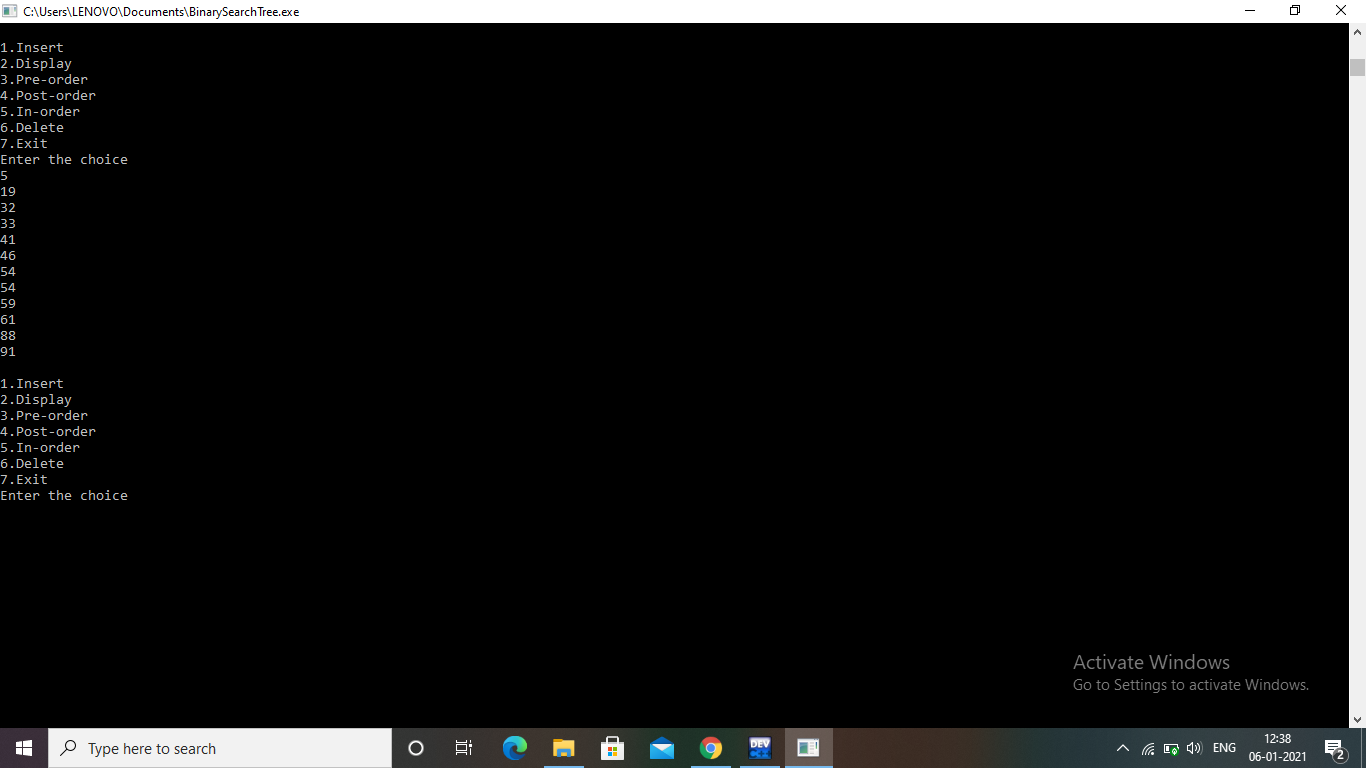 C:\Users\LENOVO\Documents\BinarySearchTree.exe
1.Insert
2.Display
3.Pre-order
4.Post-order
5.In-order
6.Delete
7.Exit
Enter the choice
5
19
32
33
41
46
54
54
59
61
88
91
1.Insert
2.Display
3.Pre-order
4.Post-order
5.In-order
6.Delete
7.Exit
Enter the choice
Activate Windows
Go to Settings to activate Windows.
Type here to search
DEV
ENG
12:38
06-01-2021
2